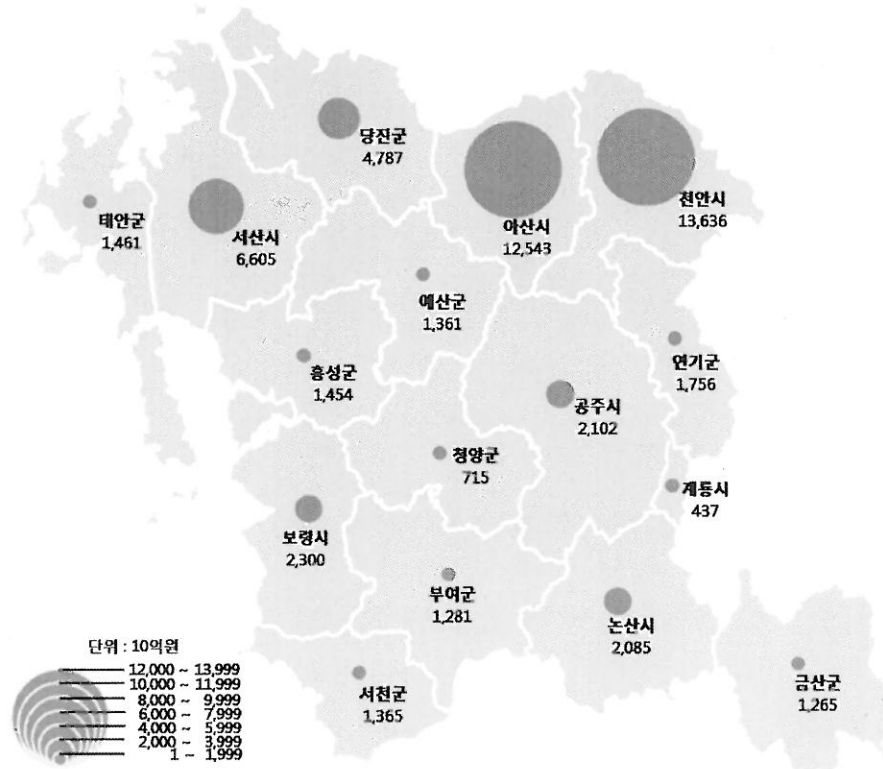 당진군
4,787
천안시
13,636
아산시
12,543
태안군
1,461
서산시
6,605
예산군
1,361
연기군
1,756
홍성군
1,454
공주시
2,102
청양군
715
계룡시
437
보령시
2,300
부여군
1,281
논산시
2,085
금산군
1,265
서천군
1,365
단위 : 10억원
12,000 ~ 13,999
10,000 ~ 11,999
8,000 ~ 9,999
6,000 ~ 7,999
4,000 ~ 5,999
2,000 ~ 3,999
1 ~ 1,999